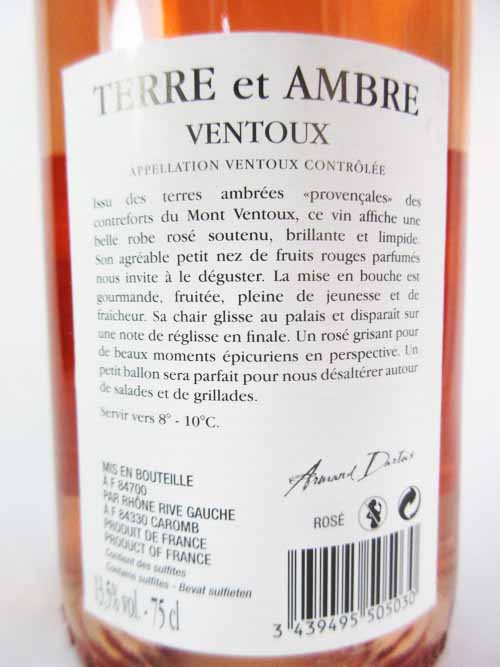 TERRE et AMBRE
VENTOUX
APPELLATION VENTOUX CONTRÔLÉE
Issu des terres ambrées «provençales» des
contreforts du Mont Ventoux, ce vin affiche une
belle robe rosé soutenu, brillante et limpide.
Son agréable petit nez de fruits rouges parfumés
nous invite à le déguster. La mise en bouche est
gourmande, fruitée, pleine de jeunesse et de
fraîcheur. Sa chair glisse au palais et disparaît sur
une note de réglisse en finale. Un rosé grisant pour
de beaux moments épicuriens en perspective. Un
petit ballon sera parfait pour nous désaltérer autour
de salades et de grillades.
Servir vers 8° - 10°C.
MIS EN BOUTEILLE
À F 84700
PAR RHÔNE RIVE GAUCHE
À F 84330 CAROMB
PRODUIT DE FRANCE
PRODUCT OF FRANCE
Contient des sulfites
Contains sulfites - Bevat sulfieten
13,5% vol. - 75 cl
Armand Dartois
ROSÉ
3 439495 505030